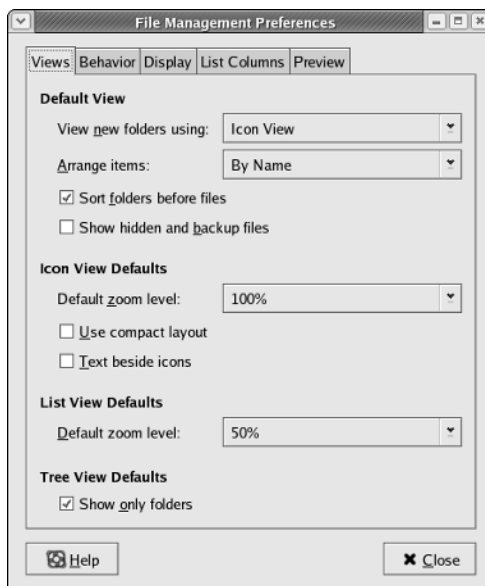 File Management Preferences
Views Behavior Display List Columns Preview
Default View
View new folders using: Icon View
Arrange items: By Name
Sort folders before files
Show hidden and backup files
Icon View Defaults
Default zoom level: 100%
Use compact layout
Text beside icons
List View Defaults
Default zoom level: 50%
Tree View Defaults
Show only folders
Help Close